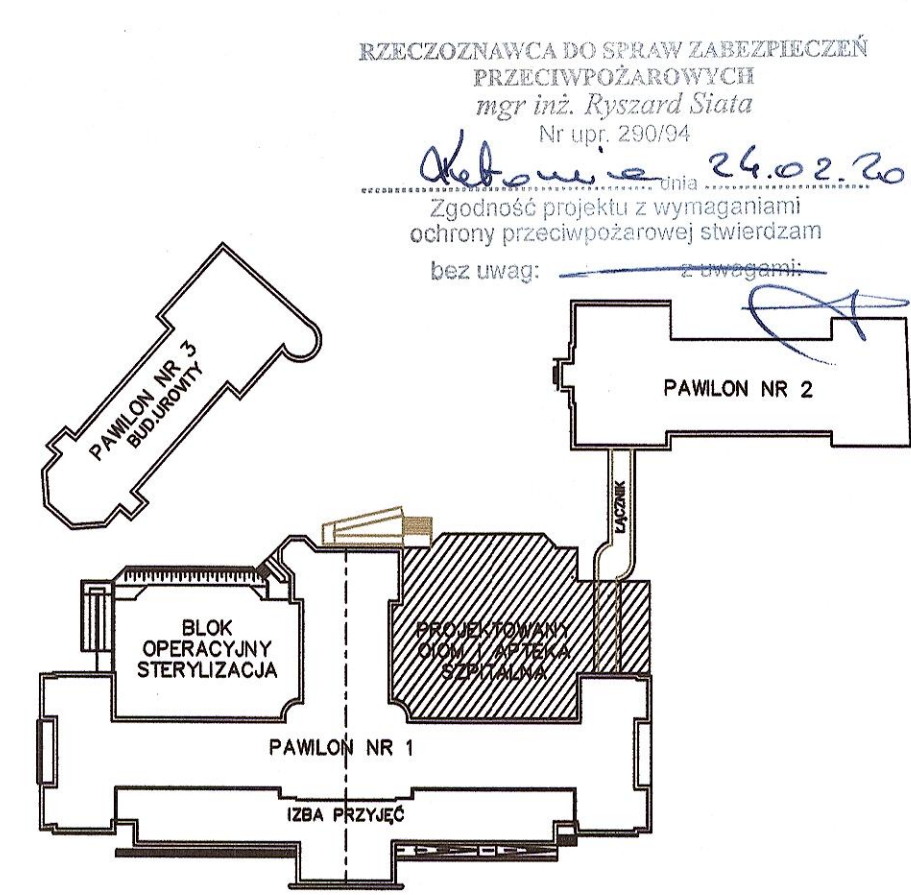 RZECZOZNAWCA DO SPRAW ZABEZPIECZEŃ
PRZECIWPOŻAROWYCH
mgr inż. Ryszard Siata
Nr upr. 290/94
Katowice dnia 24.02.20
Zgodność projektu z wymaganiami
ochrony przeciwpożarowej stwierdzam
bez uwag: z uwagami:
PAWILON NR 3
BUD.UROVITY
PAWILON NR 2
ŁĄCZNIK
BLOK
OPERACYJNY
STERYLIZACJA
PROJEKTOWANY
OIOM I APTEKA
SZPITALNA
PAWILON NR 1
IZBA PRZYJĘĆ